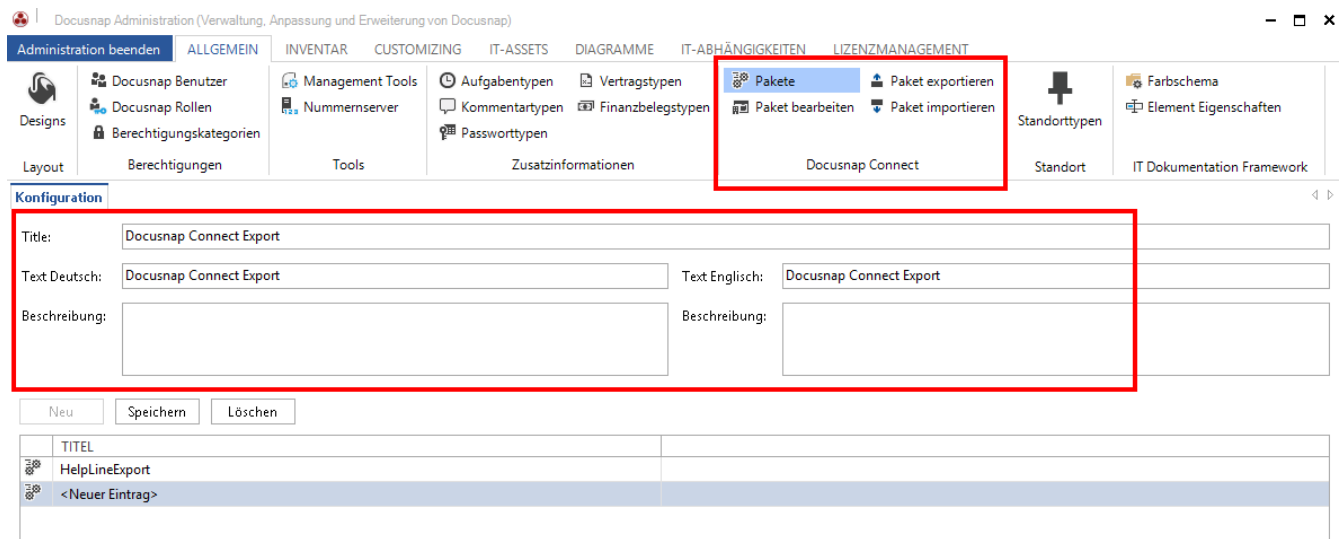 Docusnap Administration (Verwaltung, Anpassung und Erweiterung von Docusnap)
Administration beenden ALLGEMEIN INVENTAR CUSTOMIZING IT-ASSETS DIAGRAMME IT-ABHÄNGIGKEITEN LIZENZMANAGEMENT
Docusnap Benutzer Management Tools Aufgabentypen Vertragstypen Pakete Paket exportieren Farbschema
Docusnap Rollen Nummernserver Kommentartypen Finanzbelegstypen Paket bearbeiten Paket importieren Element Eigenschaften
Designs Standorttypen
Berechtigungskategorien Passworttypen
Layout Berechtigungen Tools Zusatzinformationen Docusnap Connect Standort IT Dokumentation Framework
Konfiguration
Title: Docusnap Connect Export
Text Deutsch: Docusnap Connect Export Text Englisch: Docusnap Connect Export
Beschreibung: Beschreibung:
Neu Speichern Löschen
TITEL
HelpLineExport
<Neuer Eintrag>